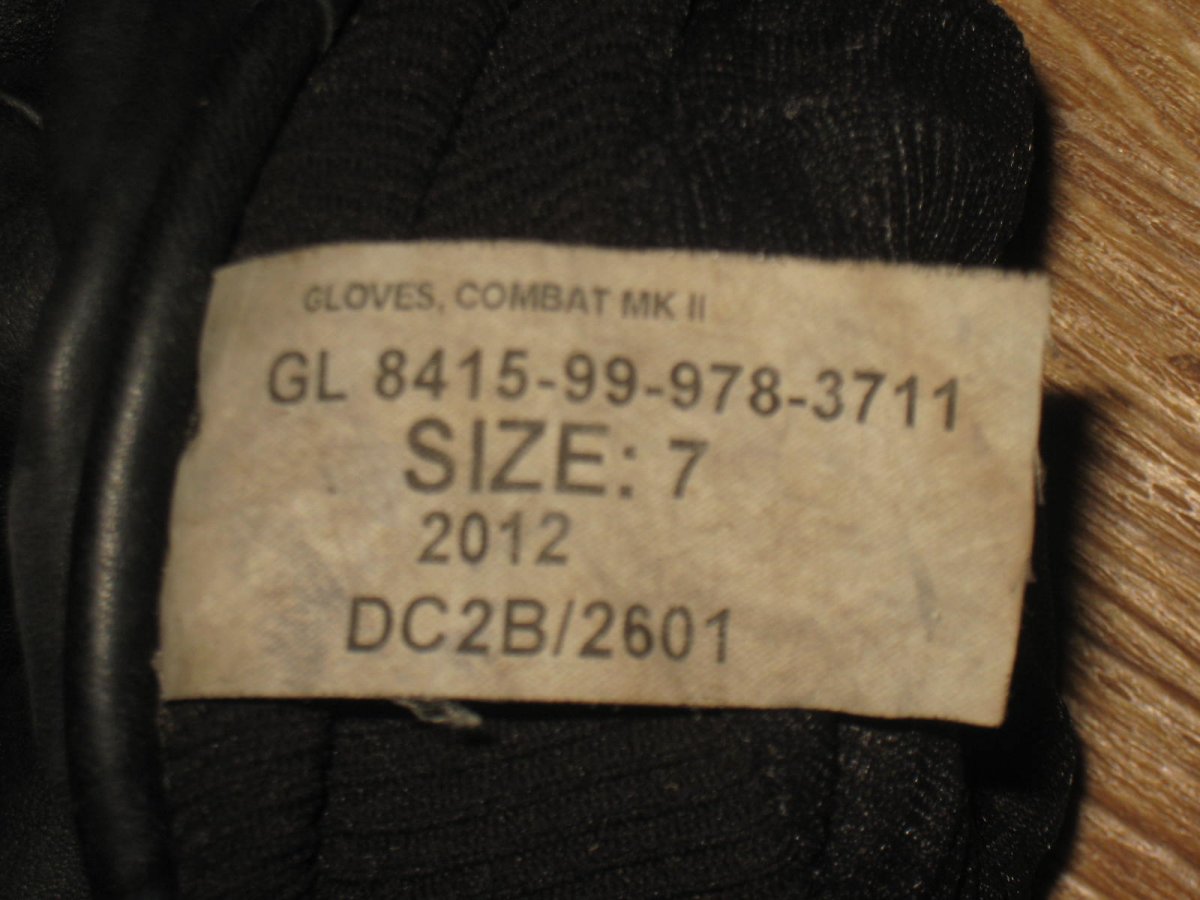 GLOVES, COMBAT MK II
GL 8415-99-978-3711
SIZE: 7
2012
DC2B/2601